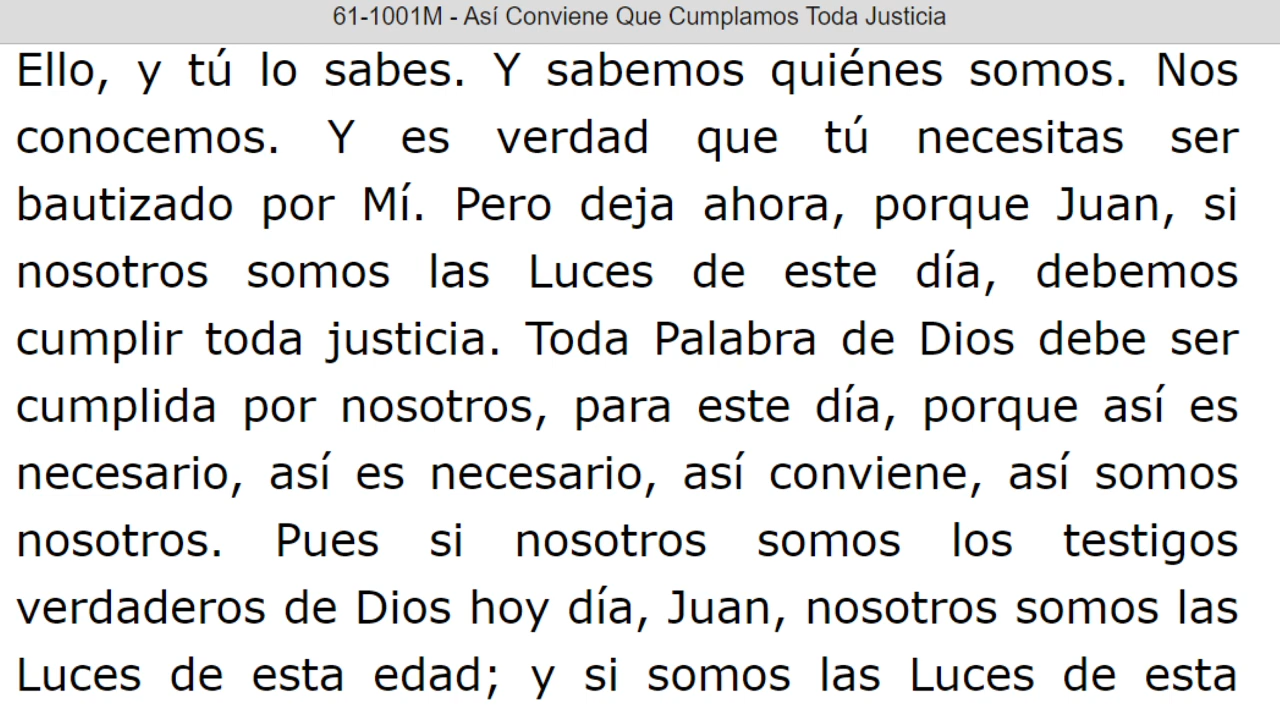 61-1001M - Así Conviene Que Cumplamos Toda Justicia
Ello, y tú lo sabes. Y sabemos quiénes somos. Nos
conocemos. Y es verdad que tú necesitas ser
bautizado por Mí. Pero deja ahora, porque Juan, si
nosotros somos las Luces de este día, debemos
cumplir toda justicia. Toda Palabra de Dios debe ser
cumplida por nosotros, para este día, porque así es
necesario, así es necesario, así conviene, así somos
nosotros. Pues si nosotros somos los testigos
verdaderos de Dios hoy día, Juan, nosotros somos las
Luces de esta edad; y si somos las Luces de esta